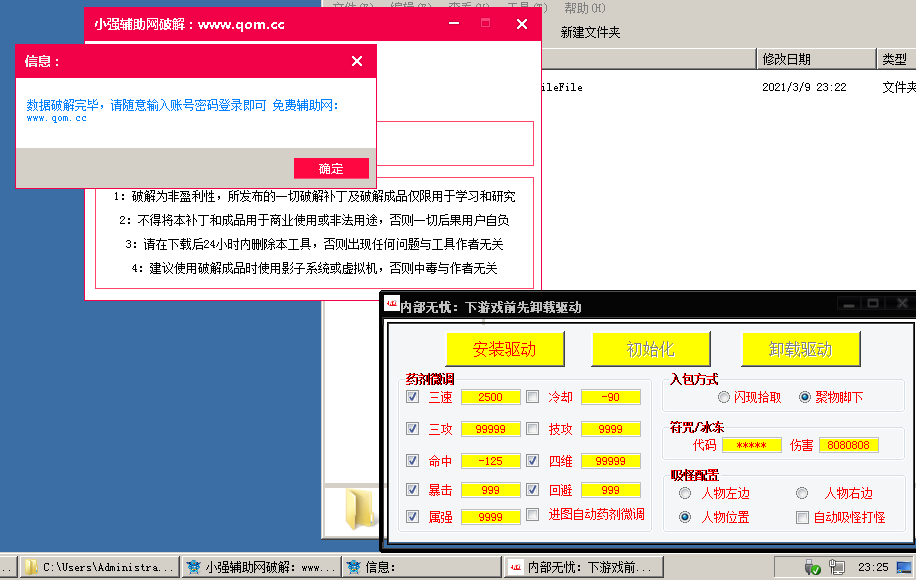 文件(F) 编辑(E) 查看(V) 工具(T) 帮助(H)
小强辅助网破解：www.qom.cc
新建文件夹
信息：
修改日期 类型
ileFile 2021/3/9 23:22 文件夹
数据破解完毕，请随意输入账号密码登录即可 免费辅助网：
www.qom.cc
确定
1：破解为非盈利性，所发布的一切破解补丁及破解成品仅限用于学习和研究
2：不得将本补丁和成品用于商业使用或非法用途，否则一切后果用户自负
3：请在下载后24小时内删除本工具，否则出现任何问题与工具作者无关
4：建议使用破解成品时使用影子系统或虚拟机，否则中毒与作者无关
内部无忧：下游戏前先卸载驱动
安装驱动 初始化 卸载驱动
药剂微调
三速 2500 冷却 -90
三攻 99999 技攻 9999
命中 -125 四维 99999
暴击 999 回避 999
属强 9999 进图自动药剂微调
入包方式
闪现拾取 聚物脚下
符咒/冰东
代码 ***** 伤害 8080808
吸怪配置
人物左边 人物右边
人物位置 自动吸怪打怪
... C:\Users\Administra... 小强辅助网破解：www... 信息： 内部无忧：下游戏前... 23:25